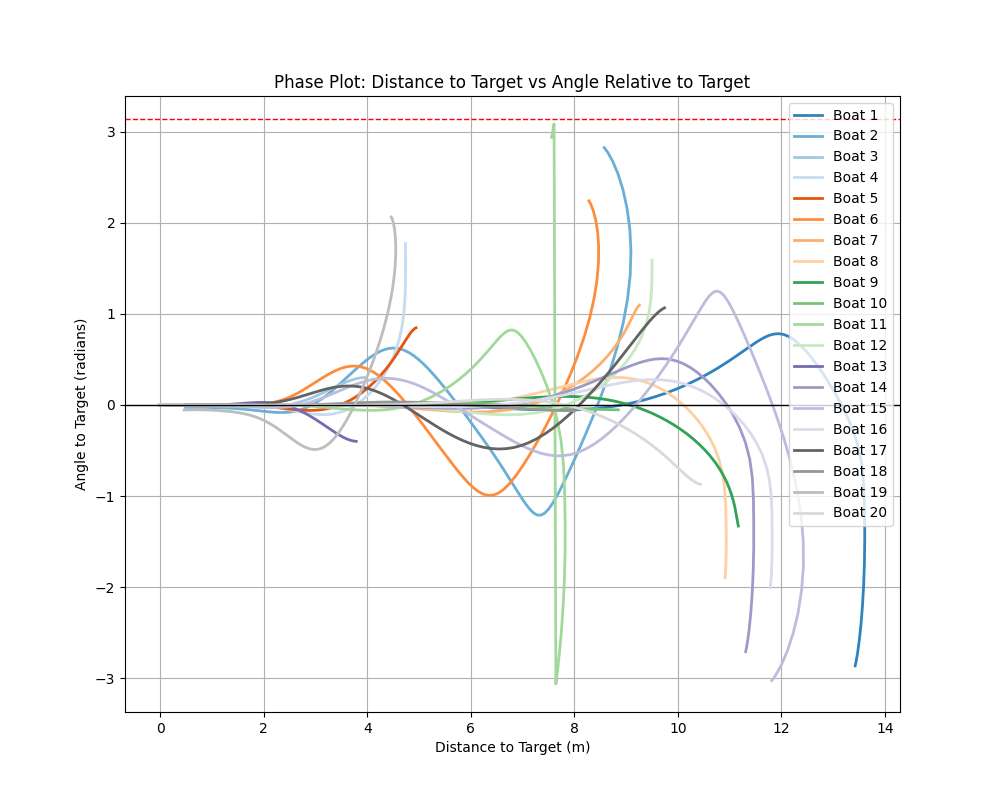 Phase Plot: Distance to Target vs Angle Relative to Target
Angle to Target (radians)
3
2
1
0
−1
−2
−3
0
2
4
6
8
10
12
14
Distance to Target (m)
Boat 1
Boat 2
Boat 3
Boat 4
Boat 5
Boat 6
Boat 7
Boat 8
Boat 9
Boat 10
Boat 11
Boat 12
Boat 13
Boat 14
Boat 15
Boat 16
Boat 17
Boat 18
Boat 19
Boat 20